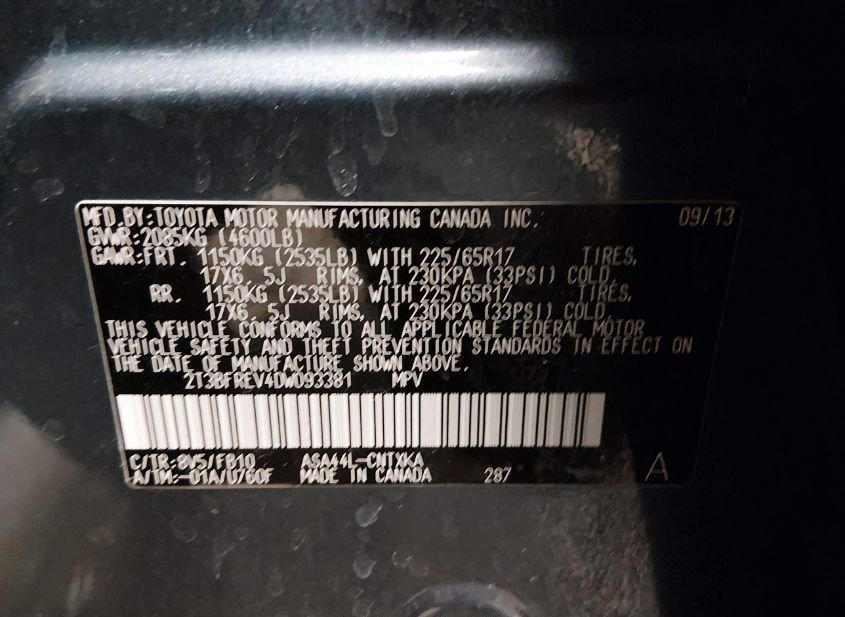 MFD.BY:TOYOTA MOTOR MANUFACTURING CANADA INC. 09/13
GVWR:2085KG (4600LB)
GAWR:FRT. 1150KG (2535LB) WITH 225/65R17 TIRES,
17X6.5J RIMS, AT 230KPA (33PSI) COLD.
RR. 1150KG (2535LB) WITH 225/65R17 TIRES,
17X6.5J RIMS, AT 230KPA (33PSI) COLD.
THIS VEHICLE CONFORMS TO ALL APPLICABLE FEDERAL MOTOR
VEHICLE SAFETY AND THEFT PREVENTION STANDARDS IN EFFECT ON
THE DATE OF MANUFACTURE SHOWN ABOVE.
2T3BFREV4DW093381 MPV
C/TR:8V5/FB10 ASA44L-CNTXKA
A/TM:-01A/U760F MADE IN CANADA 287 A